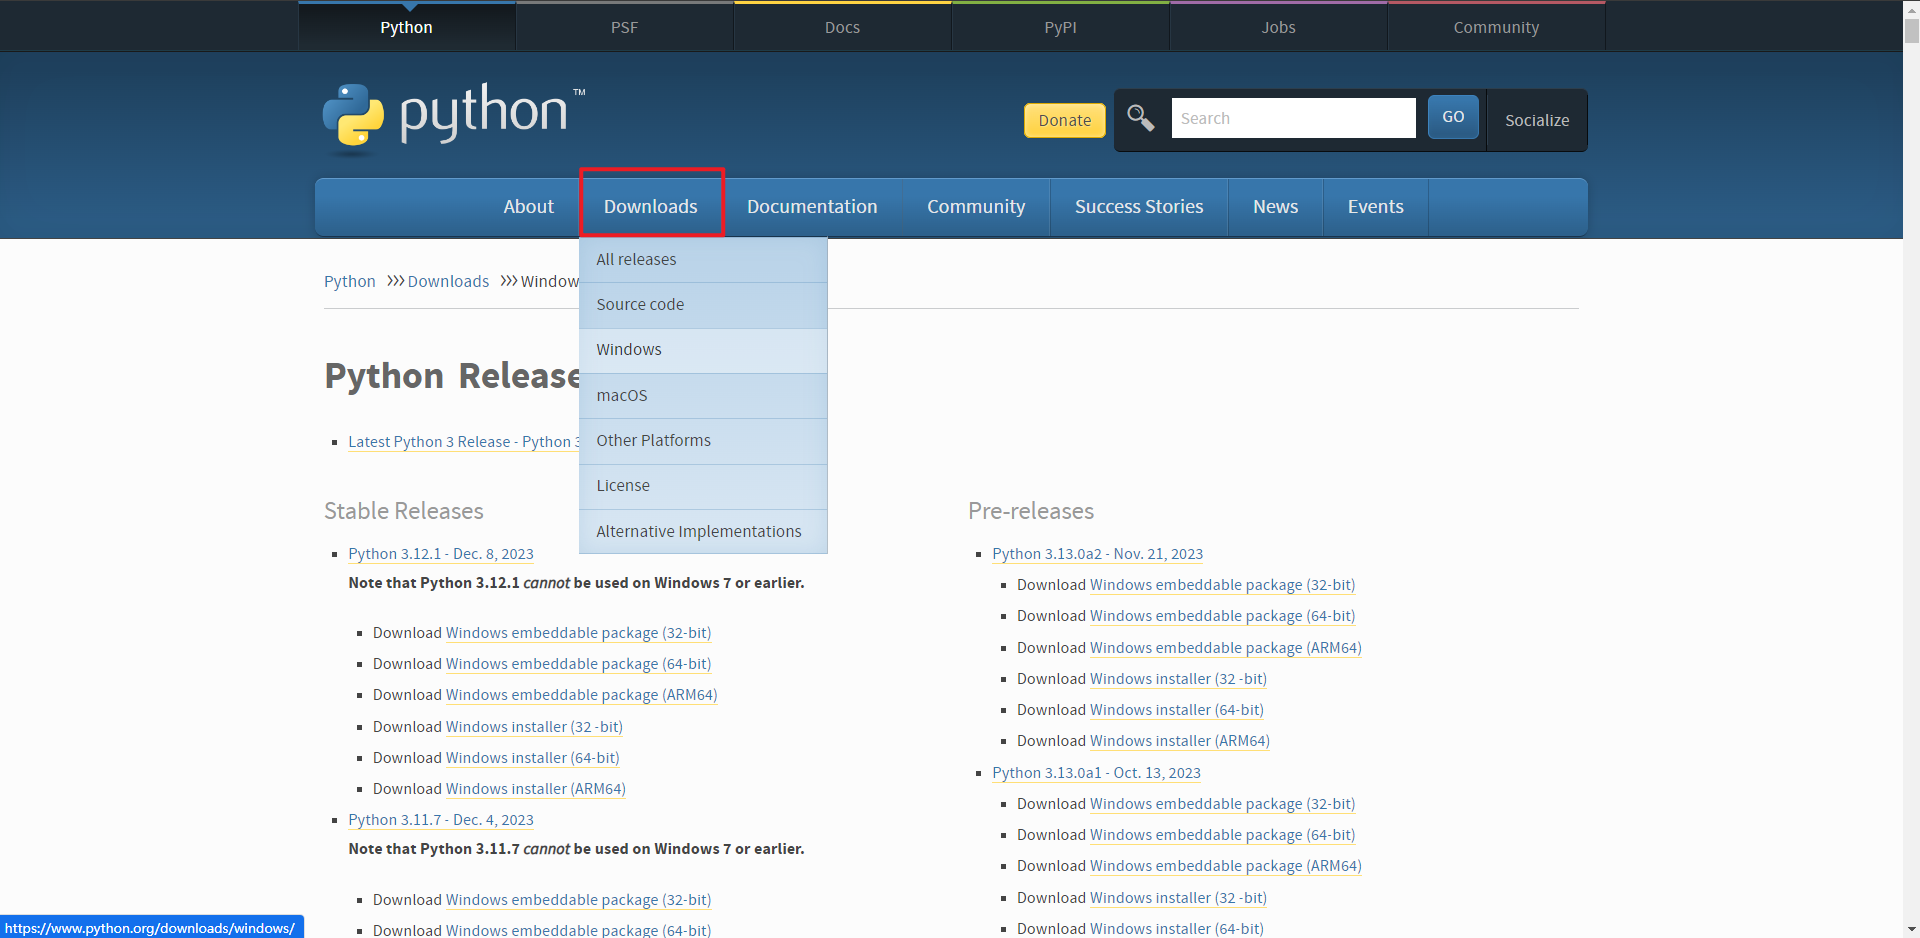 Python
PSF
Docs
PyPI
Jobs
Community
python™
Donate
Search
GO
Socialize
About
Downloads
Documentation
Community
Success Stories
News
Events
All releases
Source code
Windows
macOS
Other Platforms
License
Alternative Implementations
Python >>> Downloads >>> Window
Python Release
Latest Python 3 Release - Python 3
Stable Releases
Python 3.12.1 - Dec. 8, 2023
Note that Python 3.12.1 cannot be used on Windows 7 or earlier.
Download Windows embeddable package (32-bit)
Download Windows embeddable package (64-bit)
Download Windows embeddable package (ARM64)
Download Windows installer (32 -bit)
Download Windows installer (64-bit)
Download Windows installer (ARM64)
Python 3.11.7 - Dec. 4, 2023
Note that Python 3.11.7 cannot be used on Windows 7 or earlier.
Download Windows embeddable package (32-bit)
Download Windows embeddable package (64-bit)
Pre-releases
Python 3.13.0a2 - Nov. 21, 2023
Download Windows embeddable package (32-bit)
Download Windows embeddable package (64-bit)
Download Windows embeddable package (ARM64)
Download Windows installer (32 -bit)
Download Windows installer (64-bit)
Download Windows installer (ARM64)
Python 3.13.0a1 - Oct. 13, 2023
Download Windows embeddable package (32-bit)
Download Windows embeddable package (64-bit)
Download Windows embeddable package (ARM64)
Download Windows installer (32 -bit)
Download Windows installer (64-bit)
https://www.python.org/downloads/windows/